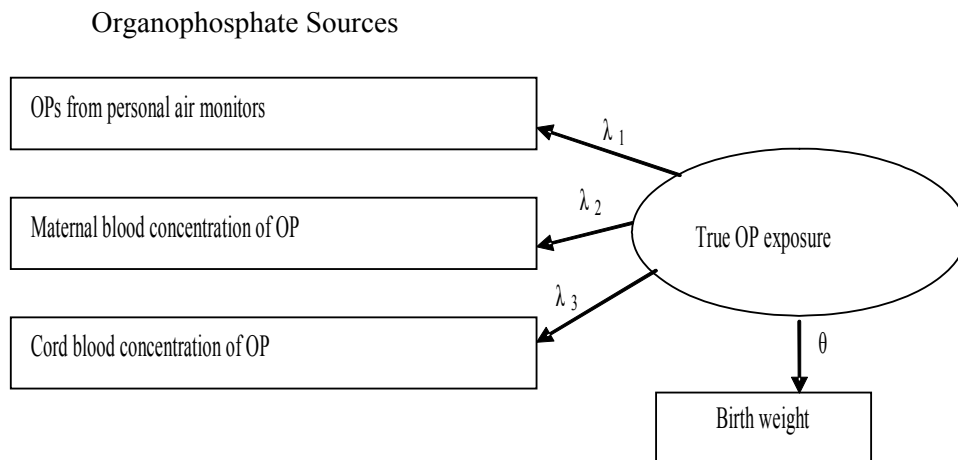 Organophosphate Sources
OPs from personal air monitors
λ 1
Maternal blood concentration of OP
λ 2
True OP exposure
Cord blood concentration of OP
λ 3
θ
Birth weight